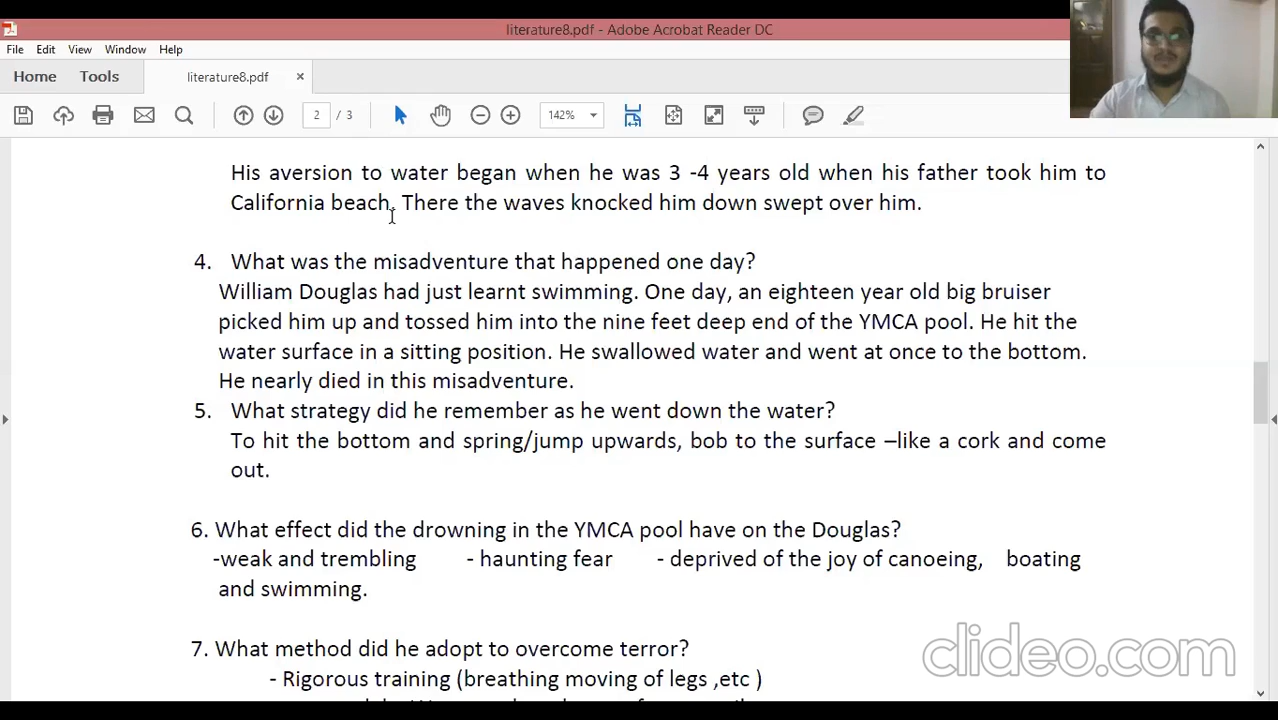 literature8.pdf - Adobe Acrobat Reader DC
File Edit View Window Help
Home Tools literature8.pdf ×
2 / 3 142%
His aversion to water began when he was 3 -4 years old when his father took him to
California beach. There the waves knocked him down swept over him.
4. What was the misadventure that happened one day?
William Douglas had just learnt swimming. One day, an eighteen year old big bruiser
picked him up and tossed him into the nine feet deep end of the YMCA pool. He hit the
water surface in a sitting position. He swallowed water and went at once to the bottom.
He nearly died in this misadventure.
5. What strategy did he remember as he went down the water?
To hit the bottom and spring/jump upwards, bob to the surface –like a cork and come
out.
6. What effect did the drowning in the YMCA pool have on the Douglas?
-weak and trembling - haunting fear - deprived of the joy of canoeing, boating
and swimming.
7. What method did he adopt to overcome terror?
- Rigorous training (breathing moving of legs ,etc )
clideo.com